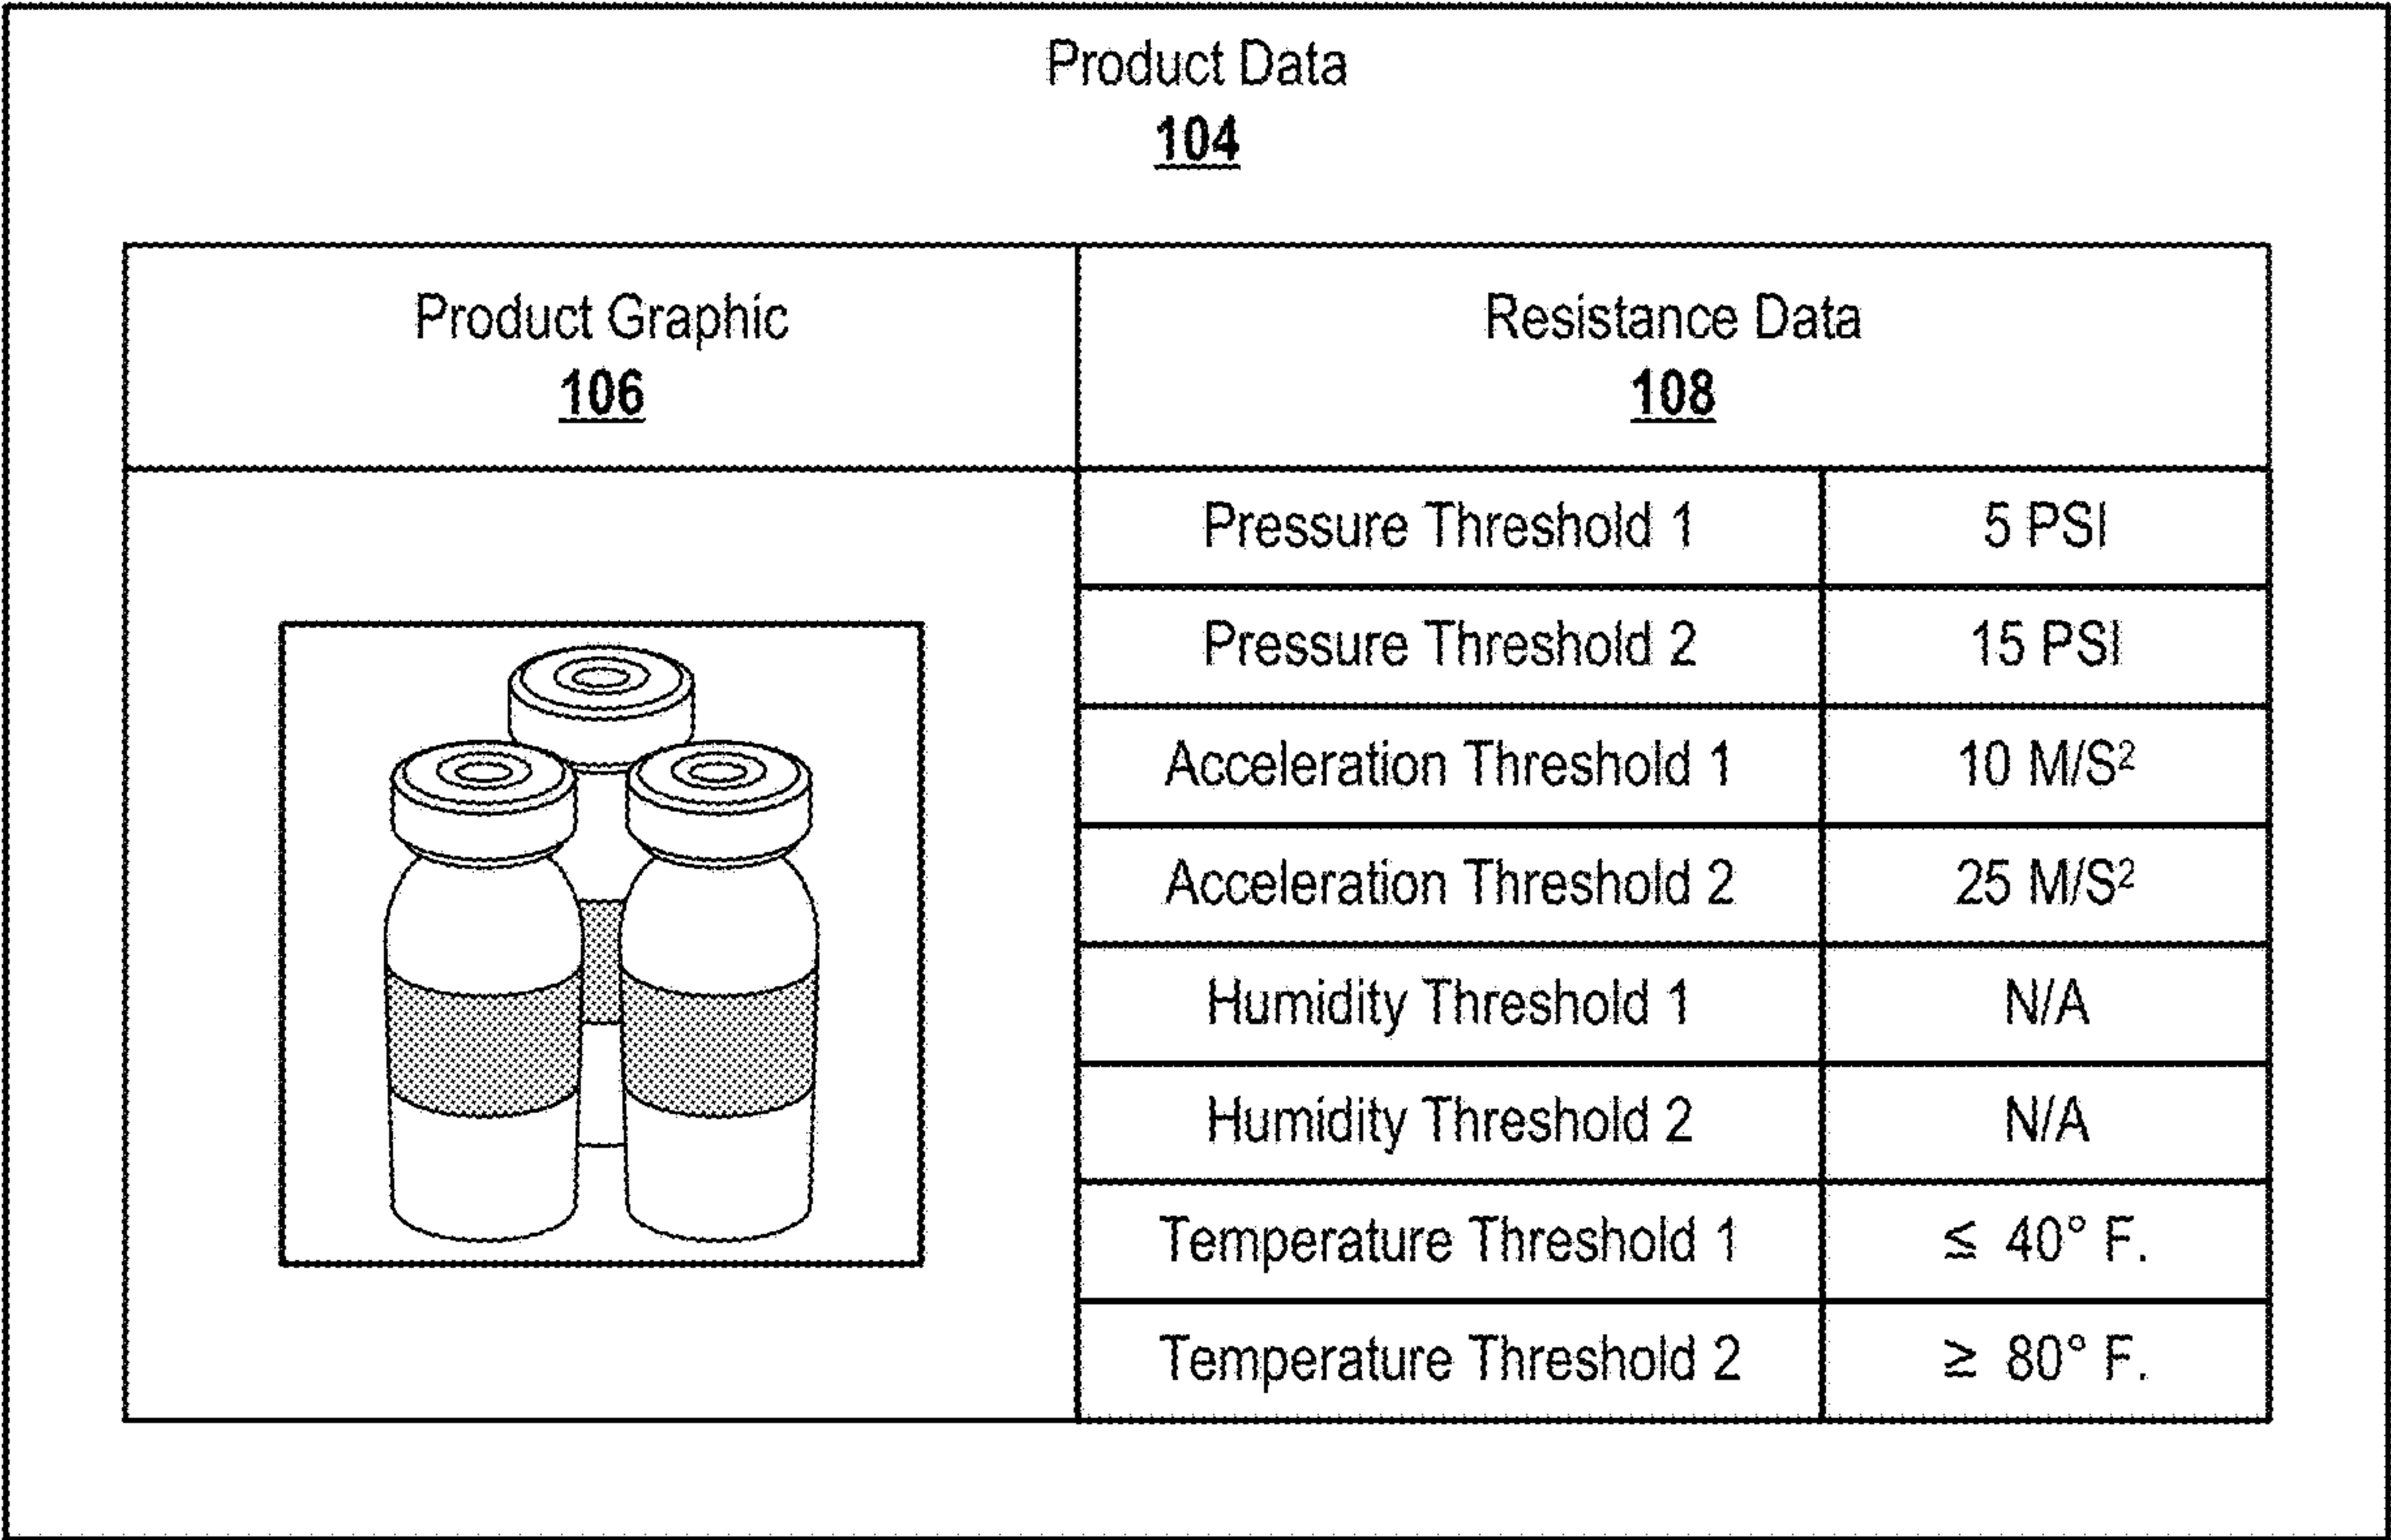 Product Data
104
Product Graphic
106
Resistance Data
108
Pressure Threshold 1 5 PSI
Pressure Threshold 2 15 PSI
Acceleration Threshold 1 10 M/S²
Acceleration Threshold 2 25 M/S²
Humidity Threshold 1 N/A
Humidity Threshold 2 N/A
Temperature Threshold 1 ≤ 40° F.
Temperature Threshold 2 ≥ 80° F.